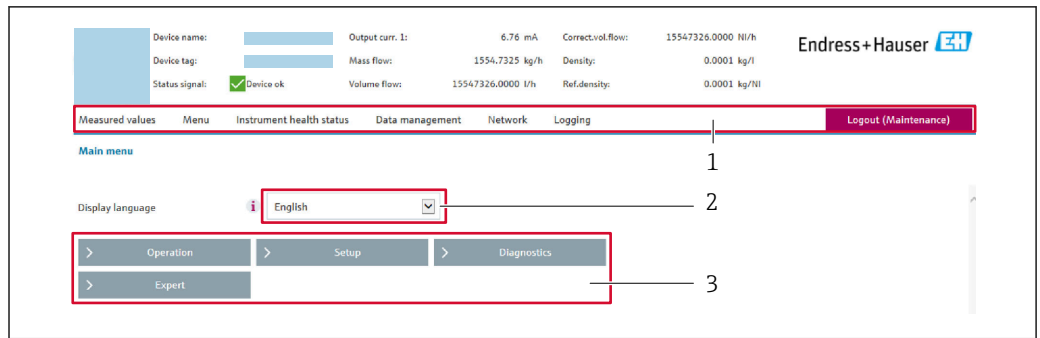 Device name: Output curr. 1: 6.76 mA Correct.vol.flow: 15547326.0000 Nl/h
Endress+Hauser EH
Device tag: Mass flow: 1554.7325 kg/h Density: 0.0001 kg/l
Status signal: Device ok Volume flow: 15547326.0000 l/h Ref.density: 0.0001 kg/Nl
Measured values Menu Instrument health status Data management Network Logging Logout (Maintenance)
1
Main menu
Display language i English 2
> Operation > Setup > Diagnostics
> Expert 3